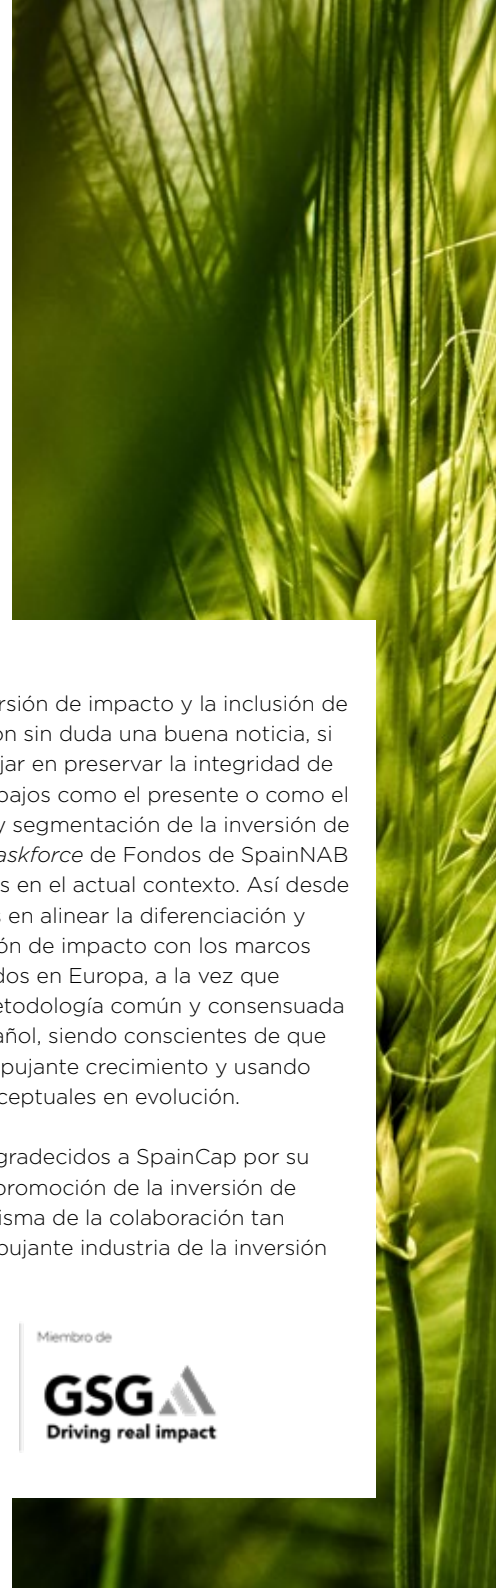 rsión de impacto y la inclusión de
on sin duda una buena noticia, si
jar en preservar la integridad de
bajos como el presente o como el
y segmentación de la inversión de
askforce de Fondos de SpainNAB
s en el actual contexto. Así desde
s en alinear la diferenciación y
ón de impacto con los marcos
dos en Europa, a la vez que
etodología común y consensuada
añol, siendo conscientes de que
pujante crecimiento y usando
ceptuales en evolución.
gradecidos a SpainCap por su
promoción de la inversión de
isma de la colaboración tan
pujante industria de la inversión
Miembro de
GSG
Driving real impact